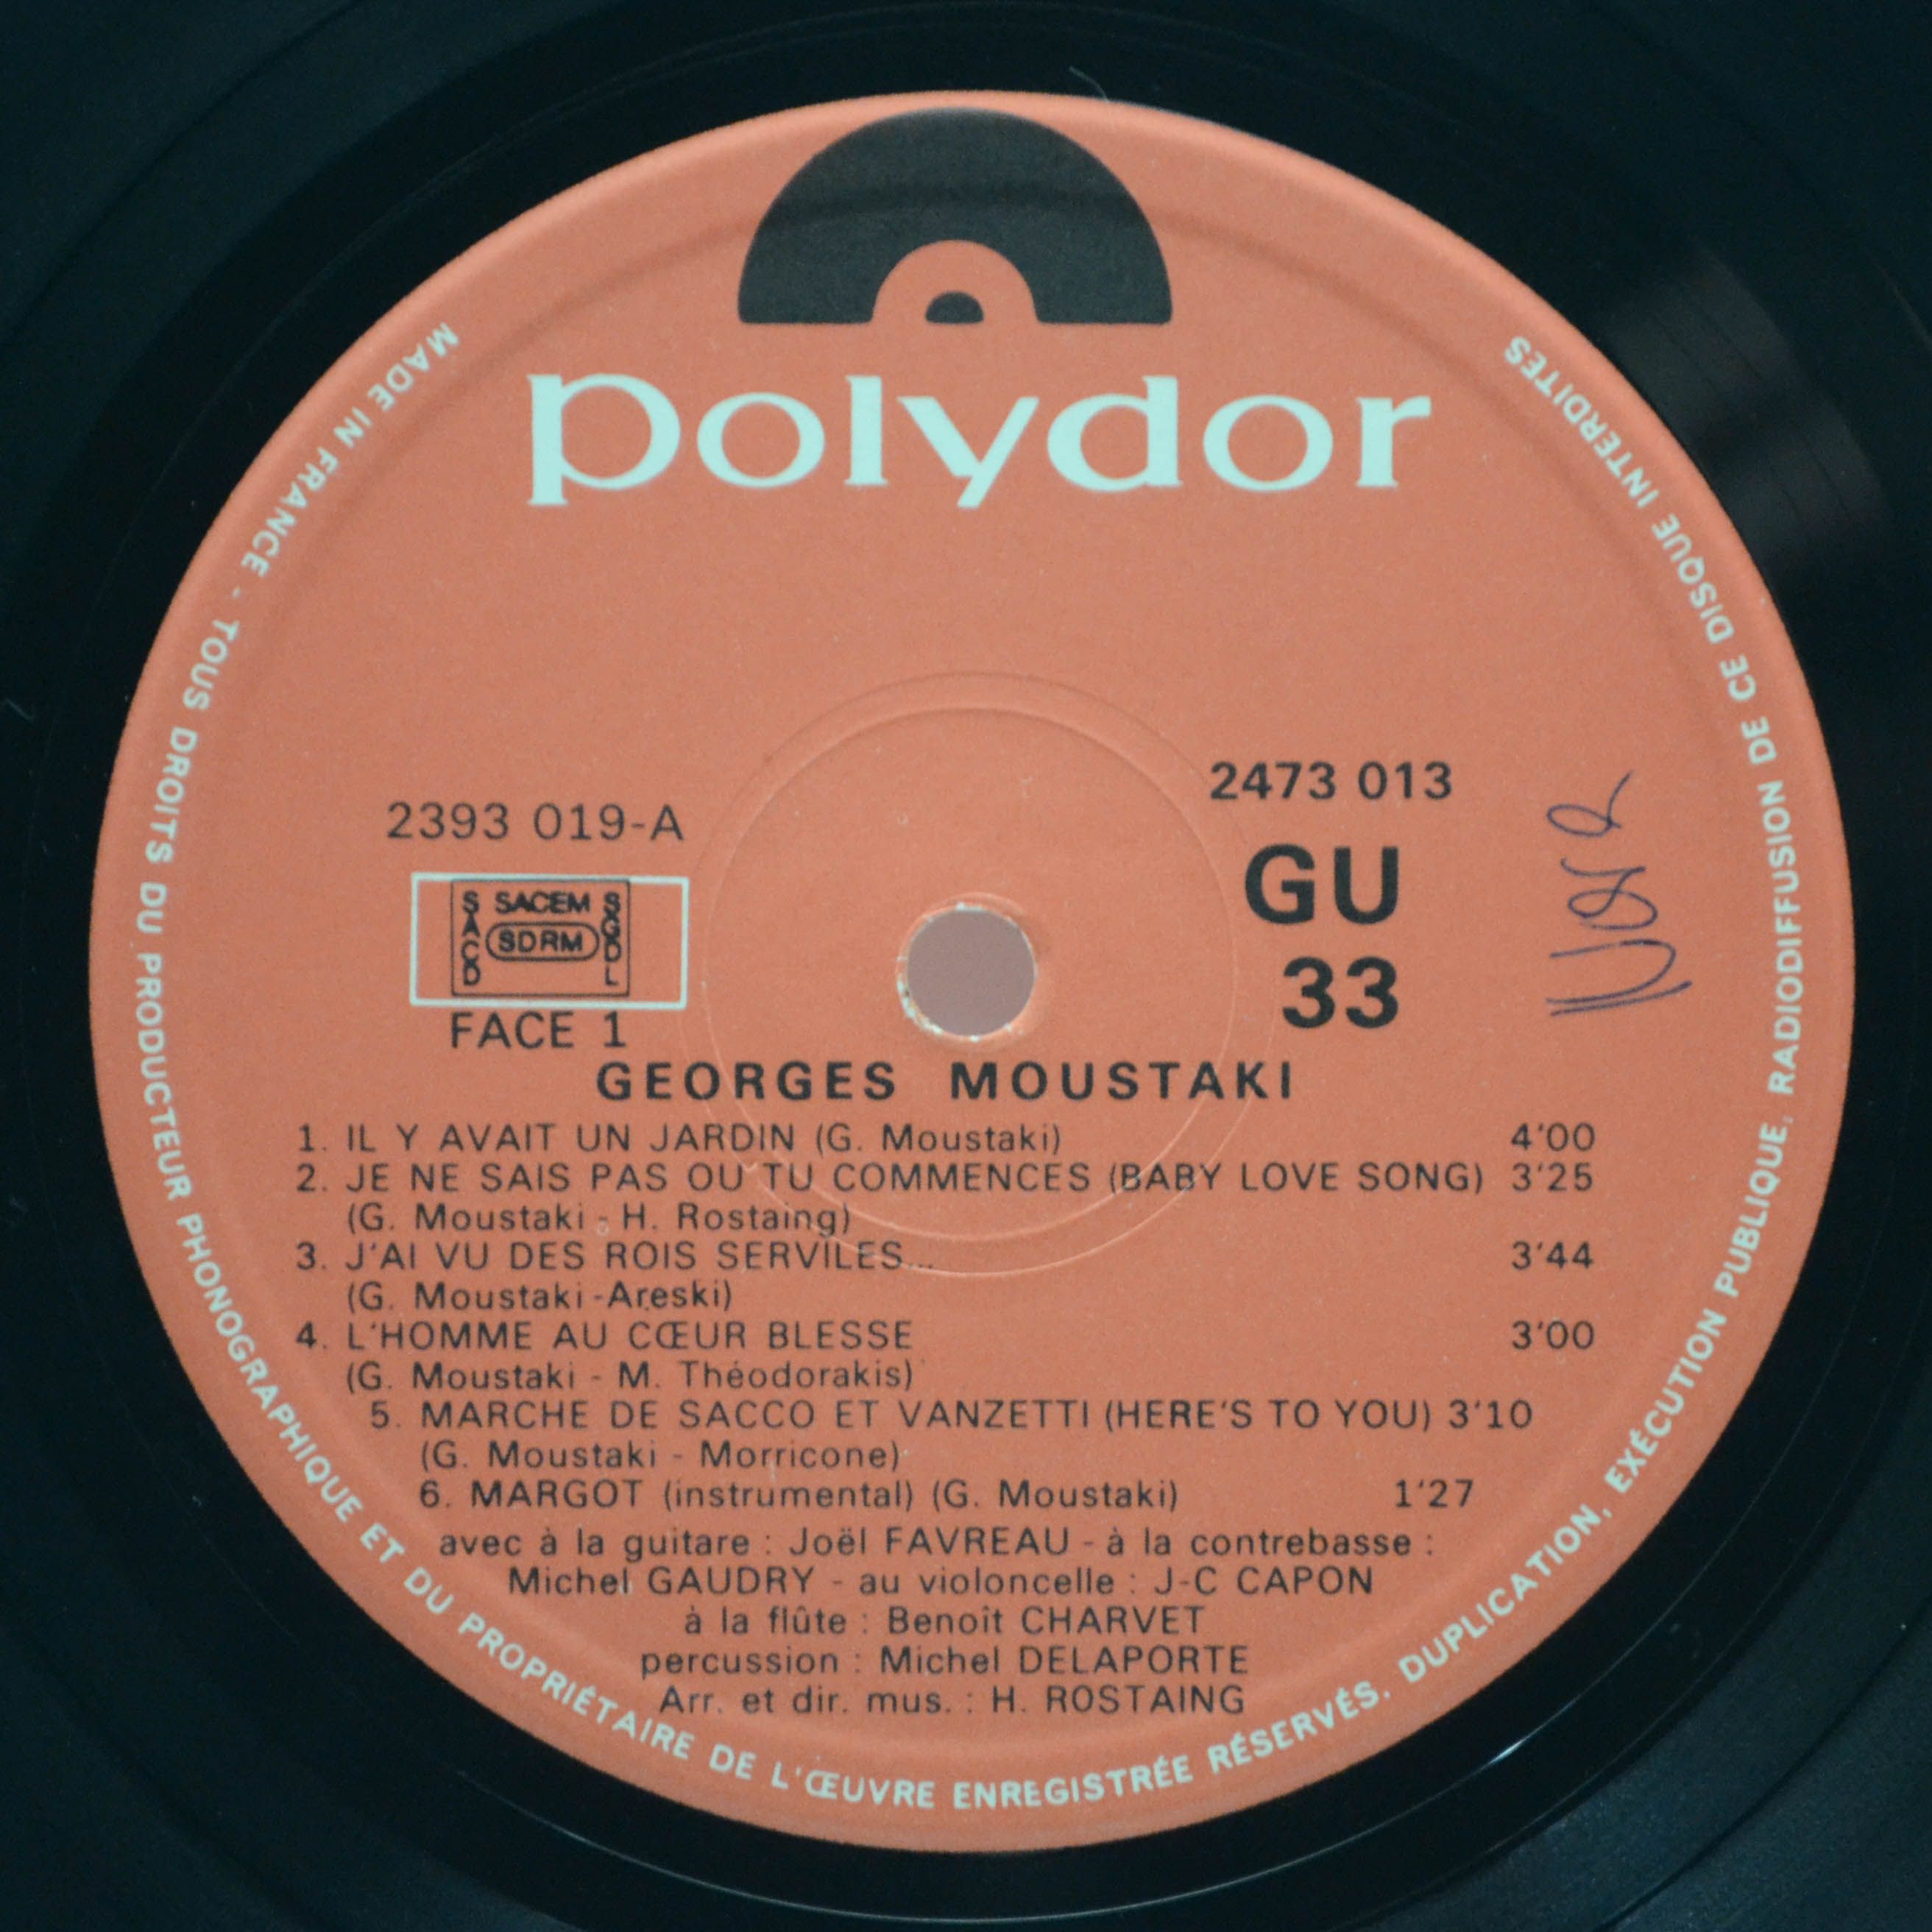 polydor
2393 019-A
2473 013
GU
33
SACEM
SACD
SDRM
SGDL
FACE 1
GEORGES MOUSTAKI
1. IL Y AVAIT UN JARDIN (G. Moustaki) 4'00
2. JE NE SAIS PAS OU TU COMMENCES (BABY LOVE SONG) 3'25
(G. Moustaki - H. Rostaing)
3. J'AI VU DES ROIS SERVILES... 3'44
(G. Moustaki -Areski)
4. L'HOMME AU CŒUR BLESSE 3'00
(G. Moustaki - M. Théodorakis)
5. MARCHE DE SACCO ET VANZETTI (HERE'S TO YOU) 3'10
(G. Moustaki - Morricone)
6. MARGOT (instrumental) (G. Moustaki) 1'27
avec à la guitare : Joël FAVREAU - à la contrebasse :
Michel GAUDRY - au violoncelle : J-C CAPON
à la flûte : Benoît CHARVET
percussion : Michel DELAPORTE
Arr. et dir. mus. : H. ROSTAING
MADE IN FRANCE - TOUS DROITS DU PRODUCTEUR PHONOGRAPHIQUE ET DU PROPRIÉTAIRE DE L'ŒUVRE ENREGISTRÉE RÉSERVÉS. DUPLICATION, EXÉCUTION PUBLIQUE, RADIODIFFUSION DE CE DISQUE INTERDITES